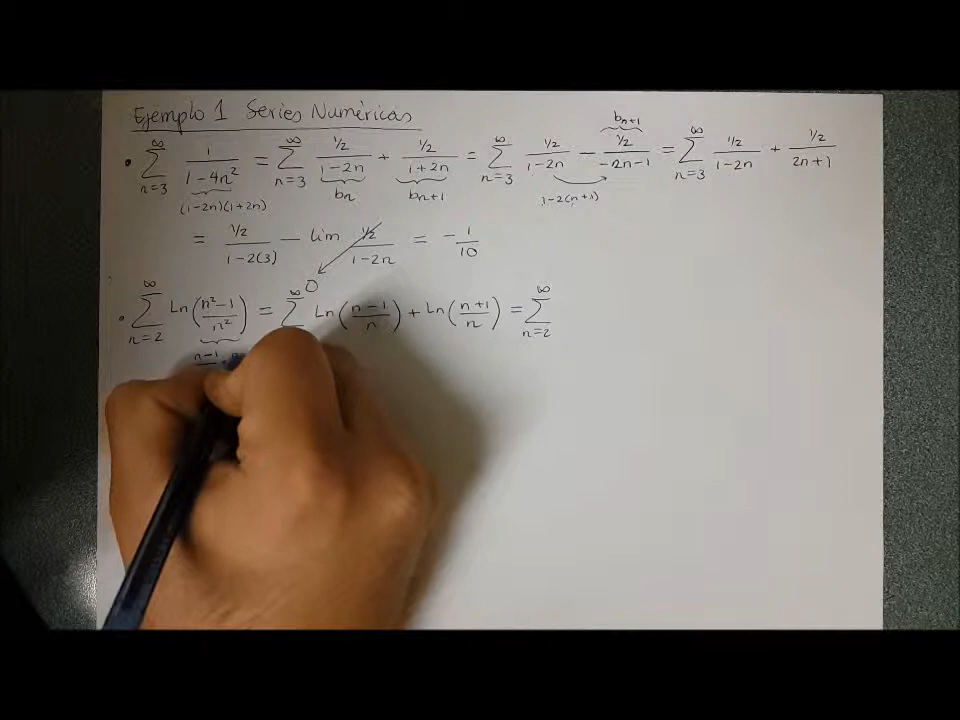 Ejemplo 1 Series Numéricas
• ∑_{n=3}^{∞} 1/(1-4n²) = ∑_{n=3}^{∞} (1/2)/(1-2n) + (1/2)/(1+2n) = ∑_{n=3}^{∞} (1/2)/(1-2n) - (1/2)/(-2n-1) = ∑_{n=3}^{∞} (1/2)/(1-2n) + (1/2)/(2n+1)
(1-2n)(1+2n) bn bn+1 1-2(n+1) bn+1
= (1/2)/(1-2(3)) - lim (1/2)/(1-2n) = -1/10
0
• ∑_{n=2}^{∞} Ln((n²-1)/n²) = ∑^{∞} Ln((n-1)/n) + Ln((n+1)/n) = ∑_{n=2}^{∞}
n-1